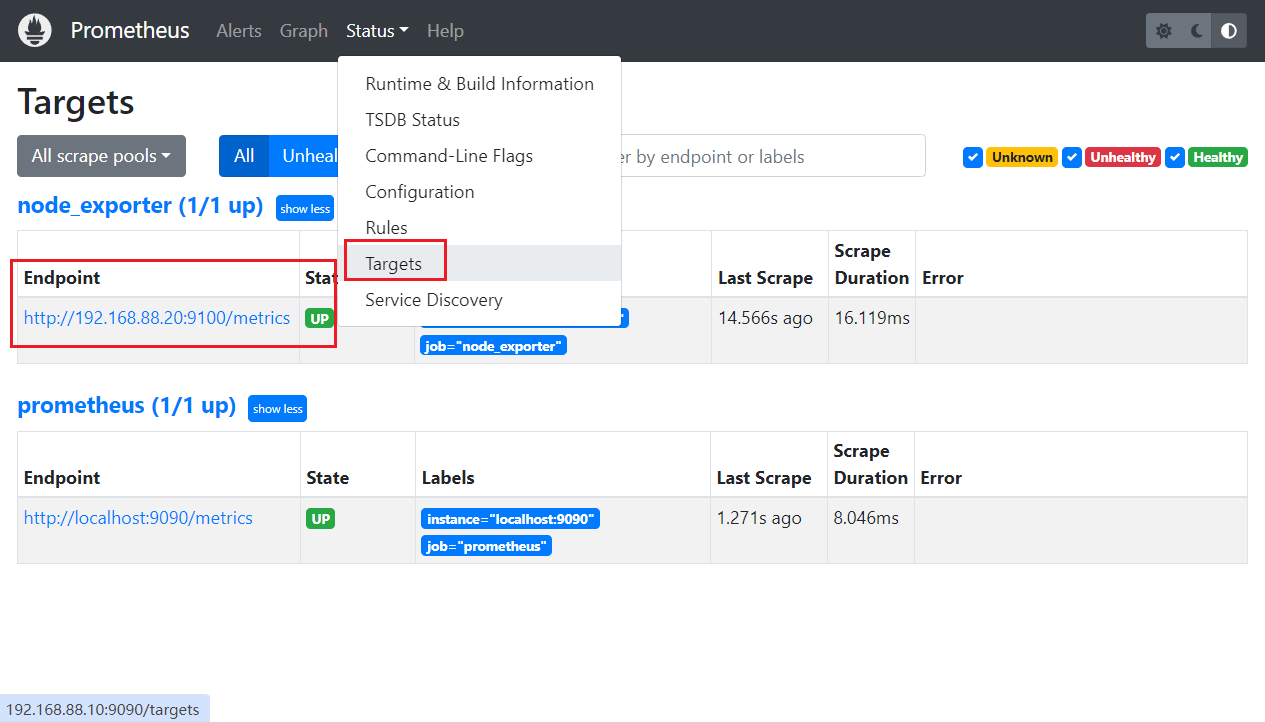 Prometheus Alerts Graph Status Help
Runtime & Build Information
TSDB Status
Command-Line Flags
Configuration
Rules
Targets
Service Discovery
Targets
All scrape pools All by endpoint or labels Unknown Unhealthy Healthy
node_exporter (1/1 up) show less
Endpoint Last Scrape Scrape Duration Error
http://192.168.88.20:9100/metrics UP 14.566s ago 16.119ms
job="node_exporter"
prometheus (1/1 up) show less
Endpoint State Labels Last Scrape Scrape Duration Error
http://localhost:9090/metrics UP instance="localhost:9090" 1.271s ago 8.046ms
job="prometheus"
192.168.88.10:9090/targets